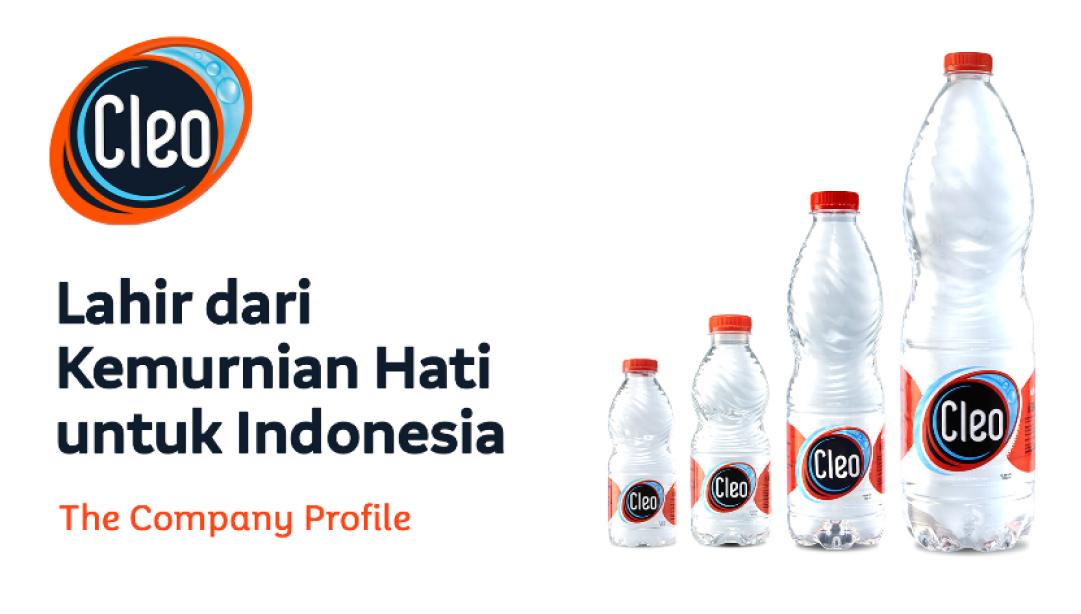 Cleo
Lahir dari
Kemurnian Hati
untuk Indonesia
The Company Profile
Cleo
Cleo
Cleo
Cleo